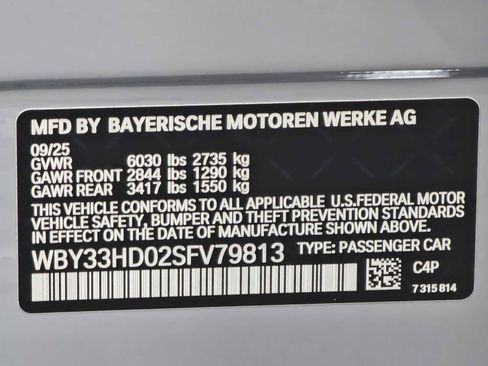 MFD BY BAYERISCHE MOTOREN WERKE AG
09/25
GVWR 6030 lbs 2735 kg
GAWR FRONT 2844 lbs 1290 kg
GAWR REAR 3417 lbs 1550 kg
THIS VEHICLE CONFORMS TO ALL APPLICABLE U.S.FEDERAL MOTOR
VEHICLE SAFETY, BUMPER AND THEFT PREVENTION STANDARDS
IN EFFECT ON THE DATE OF MANUFACTURE SHOWN ABOVE.
WBY33HD02SFV79813 TYPE: PASSENGER CAR
C4P
7 315 814